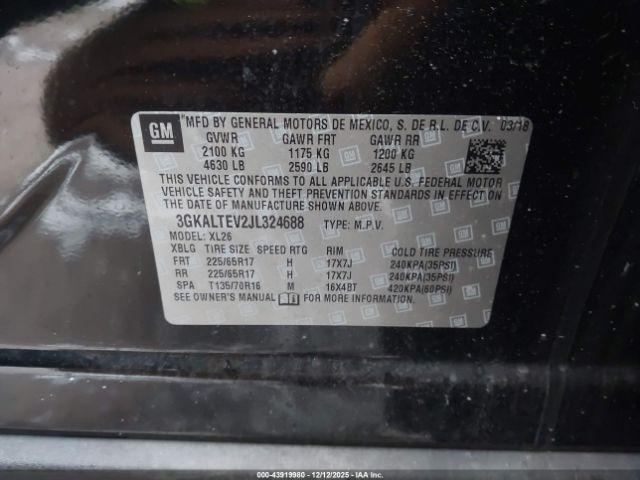 GM
MFD BY GENERAL MOTORS DE MEXICO, S. DE R.L. DE C.V. 03/18
GVWR GAWR FRT GAWR RR
2100 KG 1175 KG 1200 KG
4630 LB 2590 LB 2645 LB
THIS VEHICLE CONFORMS TO ALL APPLICABLE U.S. FEDERAL MOTOR
VEHICLE SAFETY AND THEFT PREVENTION STANDARDS IN EFFECT ON
THE DATE OF MANUFACTURE SHOWN ABOVE.
3GKALTEV2JL324688 TYPE: M.P.V.
MODEL: XL26
XBLG TIRE SIZE SPEED RTG RIM COLD TIRE PRESSURE
FRT 225/65R17 H 17X7J 240KPA(35PSI)
RR 225/65R17 H 17X7J 240KPA(35PSI)
SPA T135/70R16 M 16X4BT 420KPA(60PSI)
SEE OWNER'S MANUAL FOR MORE INFORMATION.
000-43919980 - 12/12/2025 - IAAI.COM